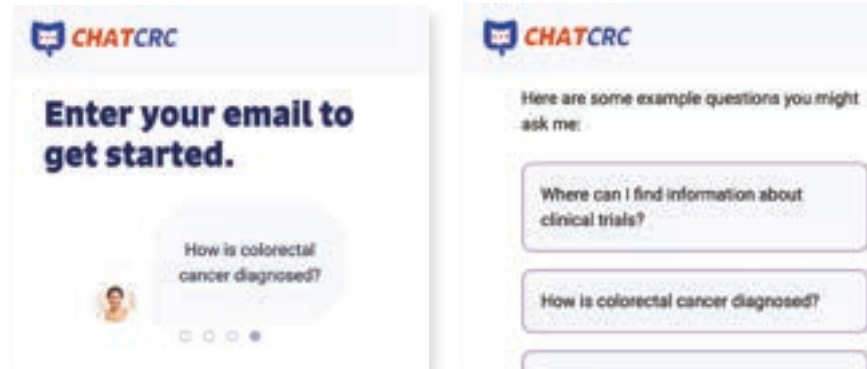 CHATCRC
Enter your email to
get started.
How is colorectal
cancer diagnosed?
CHATCRC
Here are some example questions you might
ask me:
Where can I find information about
clinical trials?
How is colorectal cancer diagnosed?